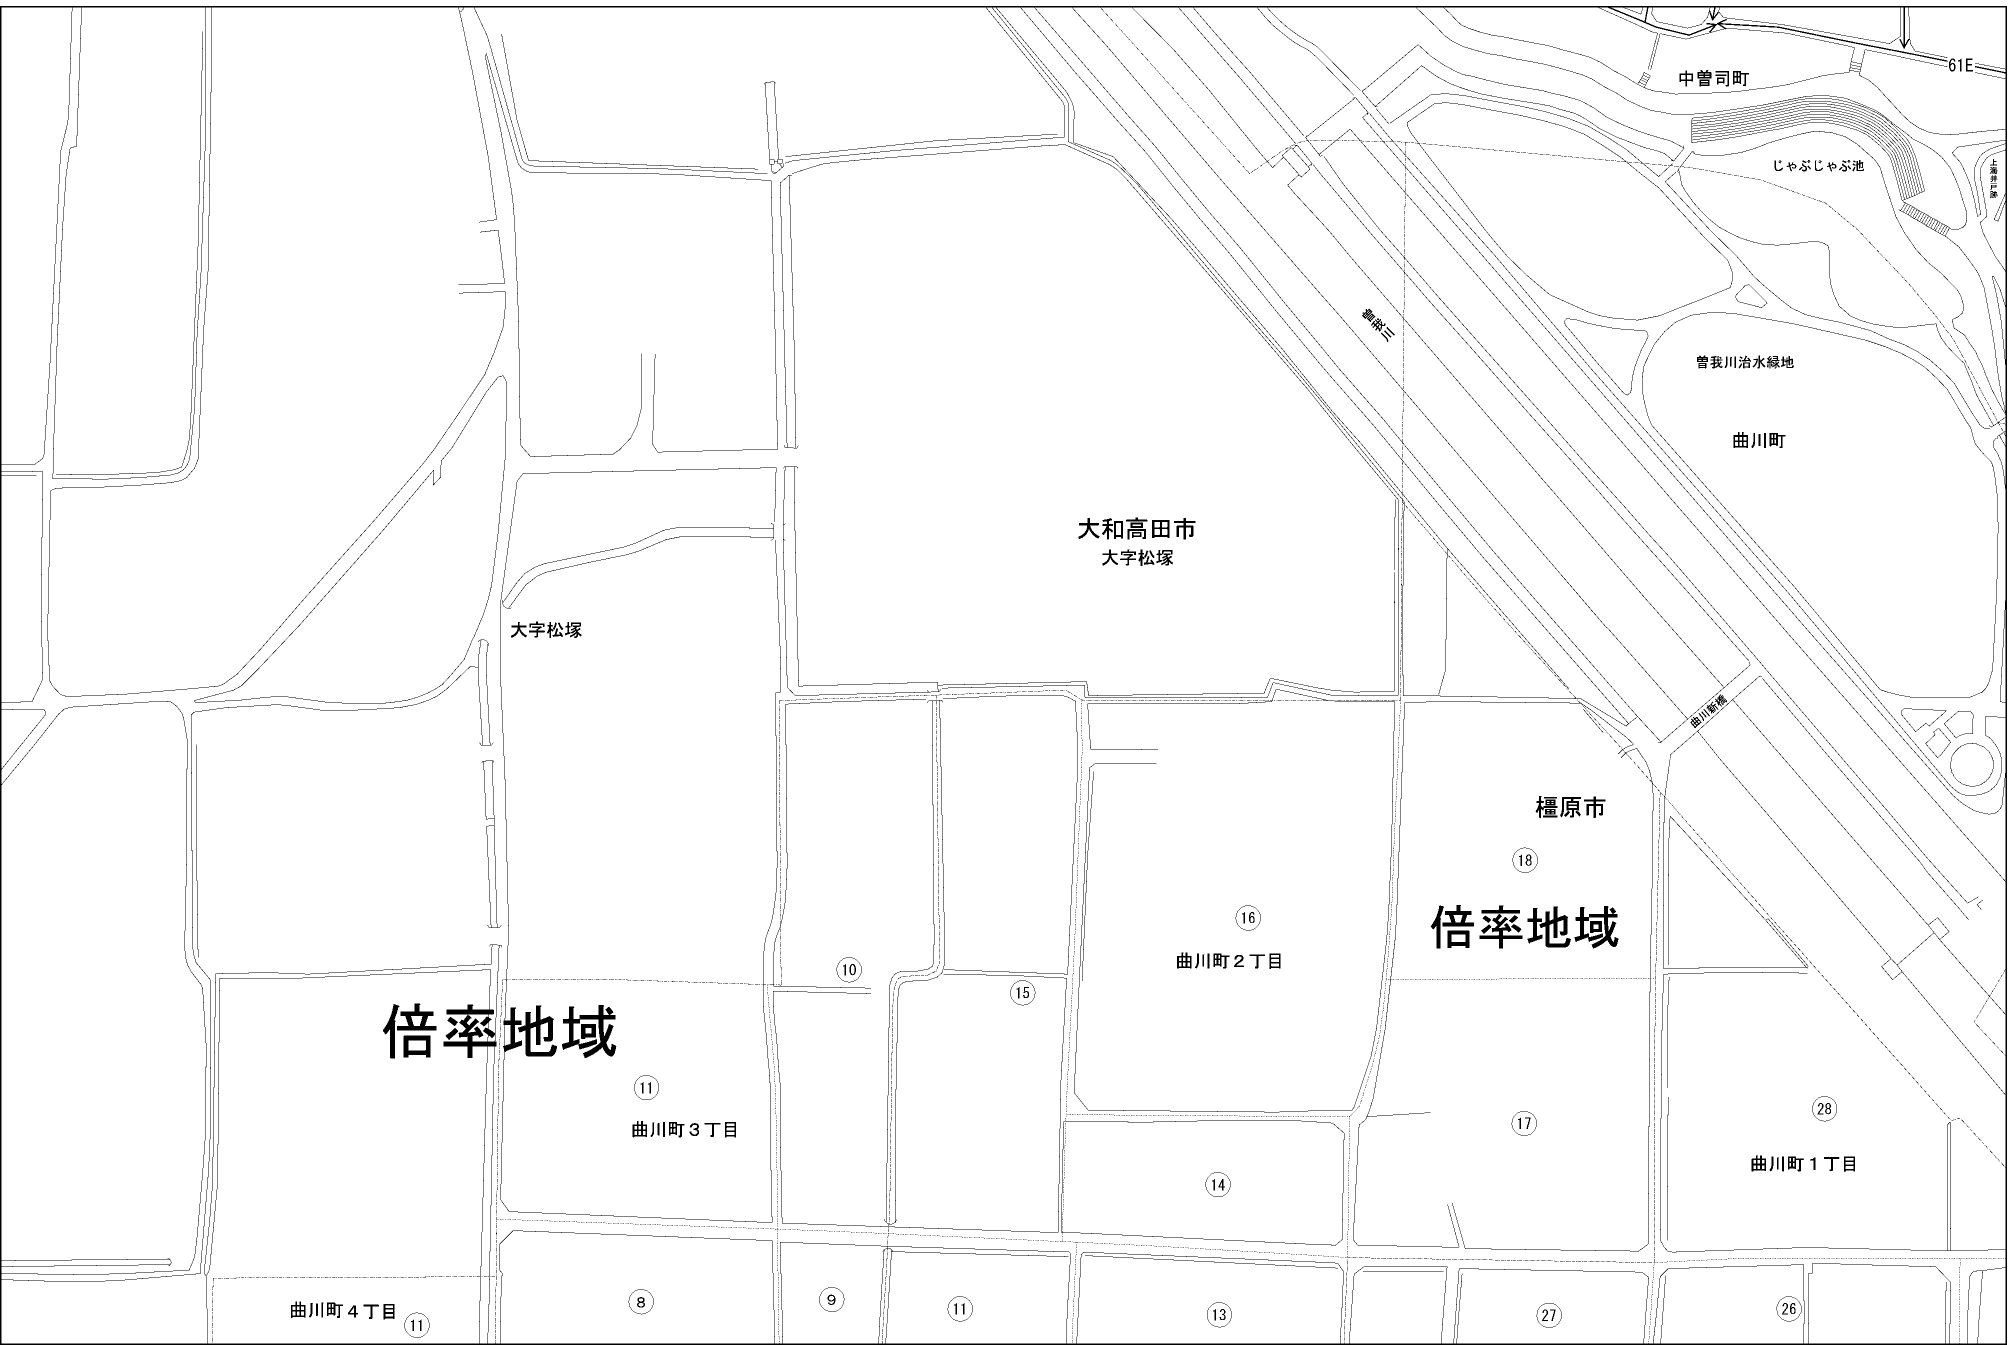 61E
中曽司町
じゃぶじゃぶ池
曽我川
曽我川治水緑地
曲川町
大和高田市
大字松塚
大字松塚
曲川新橋
橿原市
18
倍率地域
16
曲川町2丁目
10
15
倍率地域
11
曲川町3丁目
17
28
曲川町1丁目
14
曲川町4丁目
11
8
9
11
13
27
26